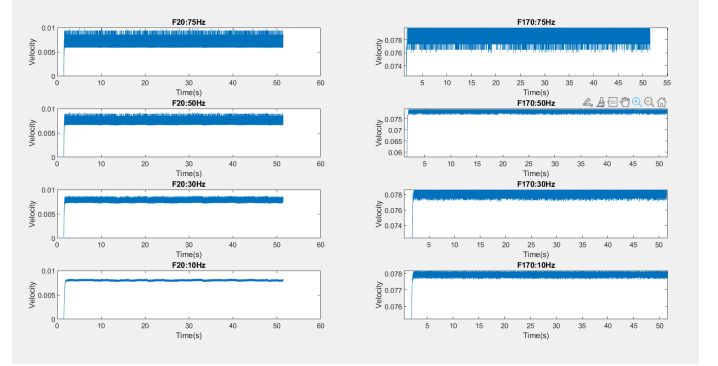 F20:75Hz
0.01
0.005
0
Velocity
0 10 20 30 40 50 60
Time(s)
F170:75Hz
0.078
0.076
0.074
Velocity
5 10 15 20 25 30 35 40 45 50 55
Time(s)
F20:50Hz
0.01
0.005
0
Velocity
0 10 20 30 40 50 60
Time(s)
F170:50Hz
0.075
0.07
0.065
0.06
Velocity
5 10 15 20 25 30 35 40 45 50
Time(s)
F20:30Hz
0.01
0.005
0
Velocity
0 10 20 30 40 50 60
Time(s)
F170:30Hz
0.078
0.076
0.074
Velocity
5 10 15 20 25 30 35 40 45 50
Time(s)
F20:10Hz
0.01
0.005
0
Velocity
0 10 20 30 40 50 60
Time(s)
F170:10Hz
0.078
0.077
0.076
Velocity
5 10 15 20 25 30 35 40 45 50
Time(s)